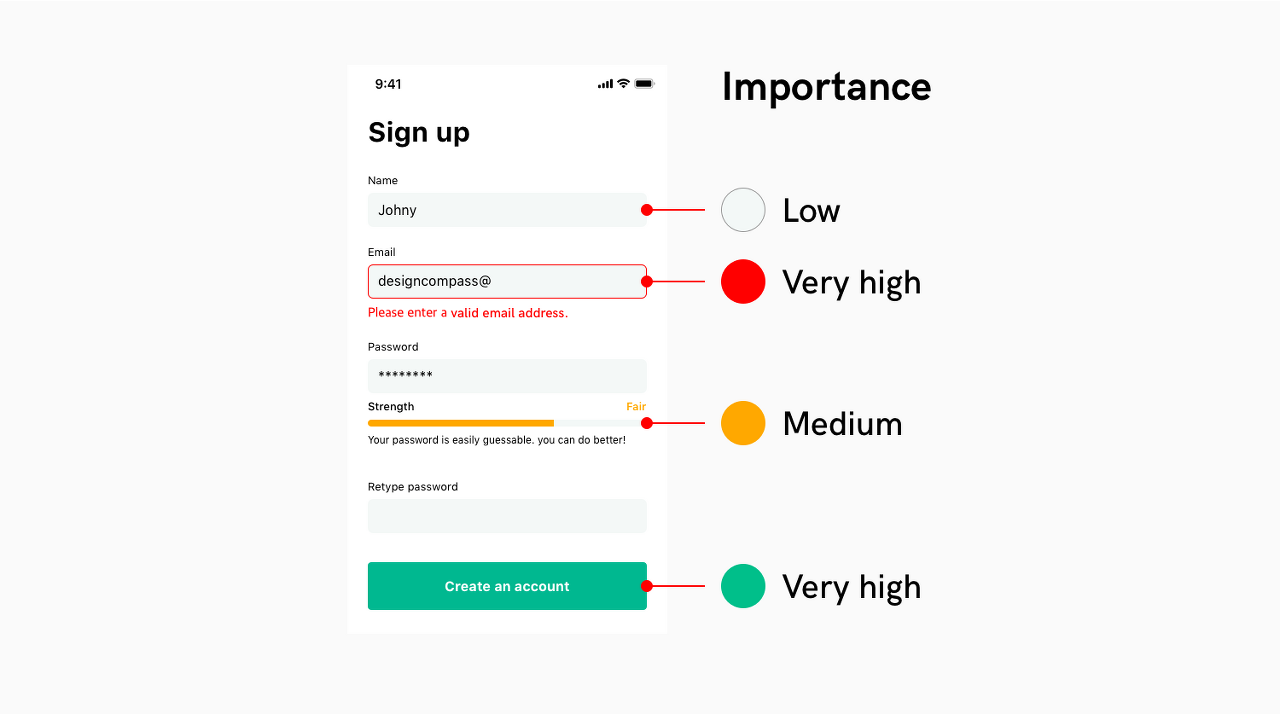 9:41
Importance
Sign up
Name
Johny
Low
Email
designcompass@
Very high
Please enter a valid email address.
Password
********
Strength
Fair
Medium
Your password is easily guessable. you can do better!
Retype password
Create an account
Very high